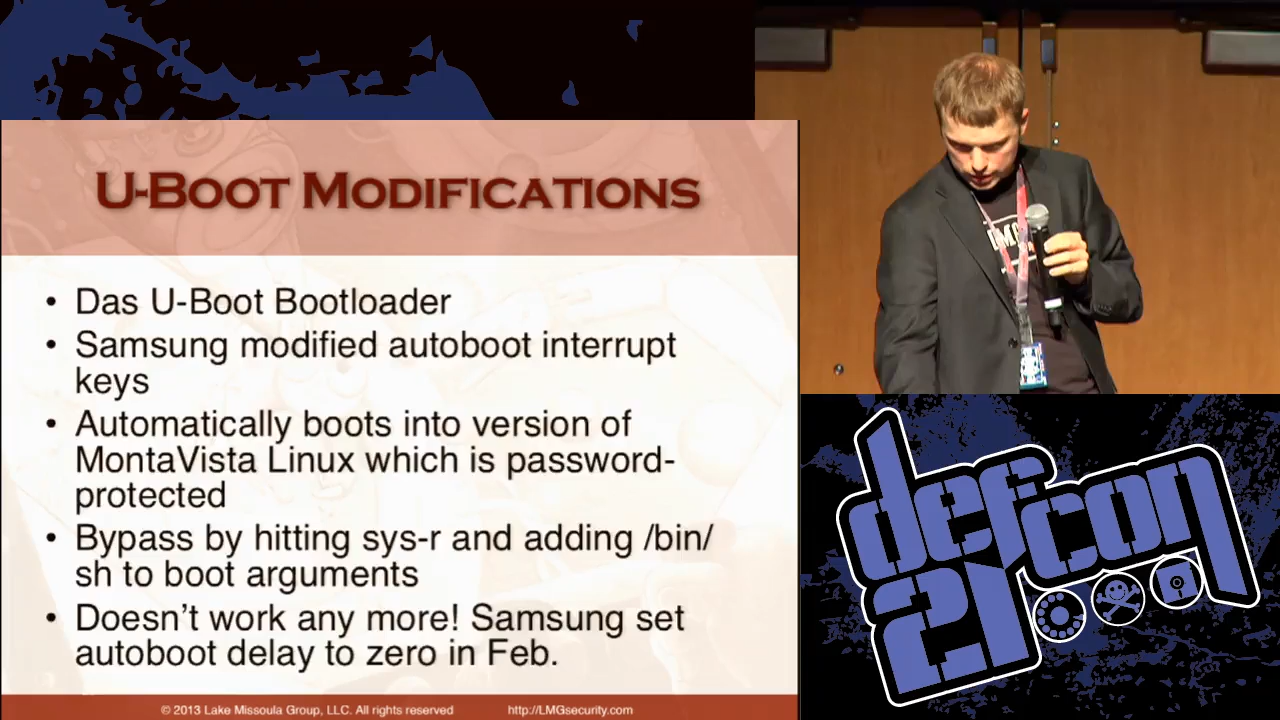 U-Boot Modifications
• Das U-Boot Bootloader
• Samsung modified autoboot interrupt
keys
• Automatically boots into version of
MontaVista Linux which is password-
protected
• Bypass by hitting sys-r and adding /bin/
sh to boot arguments
• Doesn’t work any more! Samsung set
autoboot delay to zero in Feb.
© 2013 Lake Missoula Group, LLC. All rights reserved
http://LMGsecurity.com
defcon
21